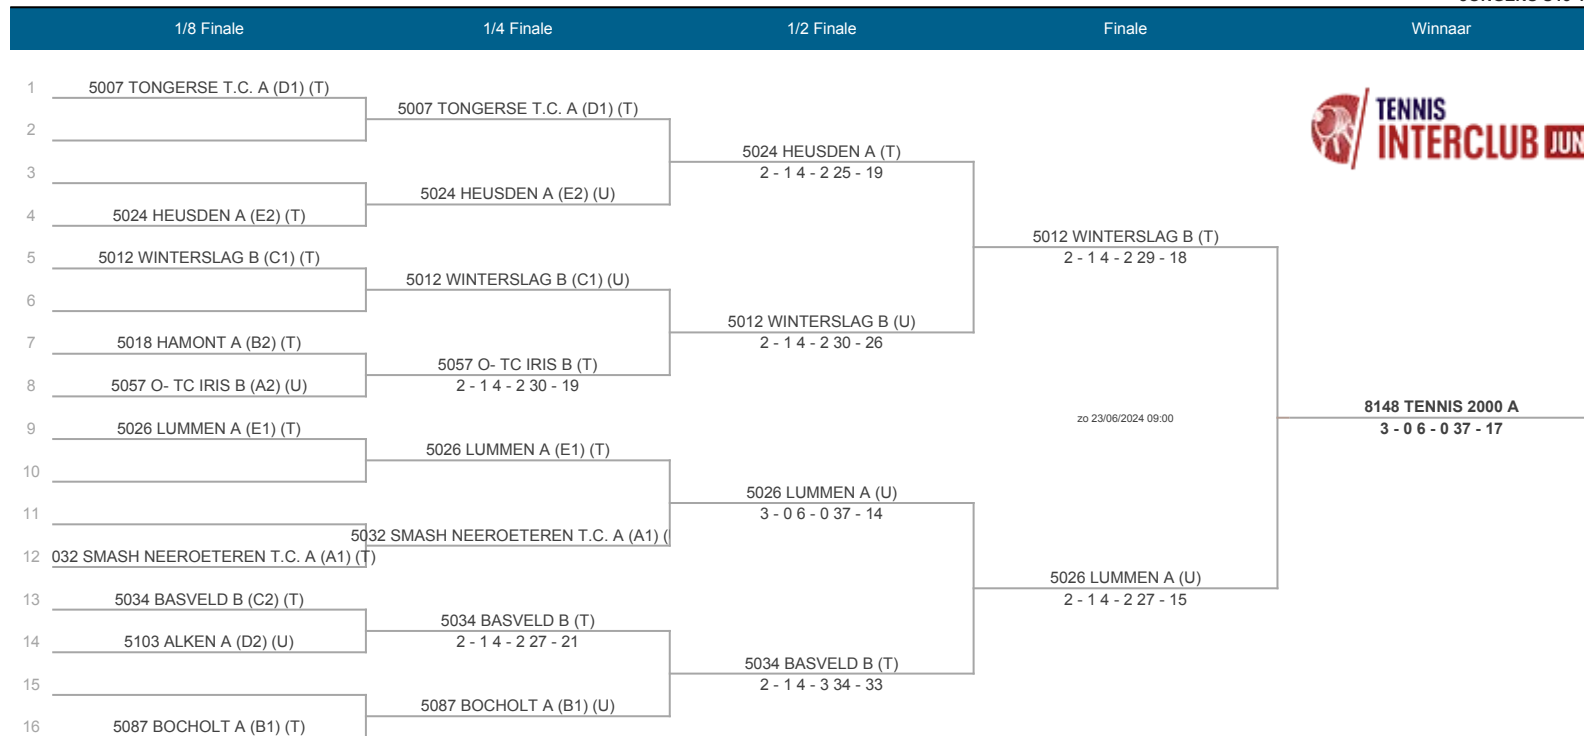 1/8 Finale 1/4 Finale 1/2 Finale Finale Winnaar
1 5007 TONGERSE T.C. A (D1) (T)
5007 TONGERSE T.C. A (D1) (T)
2
5024 HEUSDEN A (T)
2 - 1 4 - 2 25 - 19
3
5024 HEUSDEN A (E2) (U)
4 5024 HEUSDEN A (E2) (T)
5012 WINTERSLAG B (T)
2 - 1 4 - 2 29 - 18
5 5012 WINTERSLAG B (C1) (T)
5012 WINTERSLAG B (C1) (U)
6
5012 WINTERSLAG B (U)
2 - 1 4 - 2 30 - 26
7 5018 HAMONT A (B2) (T)
5057 O- TC IRIS B (T)
2 - 1 4 - 2 30 - 19
8 5057 O- TC IRIS B (A2) (U)
zo 23/06/2024 09:00
8148 TENNIS 2000 A
3 - 0 6 - 0 37 - 17
9 5026 LUMMEN A (E1) (T)
5026 LUMMEN A (E1) (T)
10
5026 LUMMEN A (U)
3 - 0 6 - 0 37 - 14
11
5032 SMASH NEEROETEREN T.C. A (A1) (
12 032 SMASH NEEROETEREN T.C. A (A1) (T)
5026 LUMMEN A (U)
2 - 1 4 - 2 27 - 15
13 5034 BASVELD B (C2) (T)
5034 BASVELD B (T)
2 - 1 4 - 2 27 - 21
14 5103 ALKEN A (D2) (U)
5034 BASVELD B (T)
2 - 1 4 - 3 34 - 33
15
5087 BOCHOLT A (B1) (U)
16 5087 BOCHOLT A (B1) (T)
TENNIS
INTERCLUB JUN